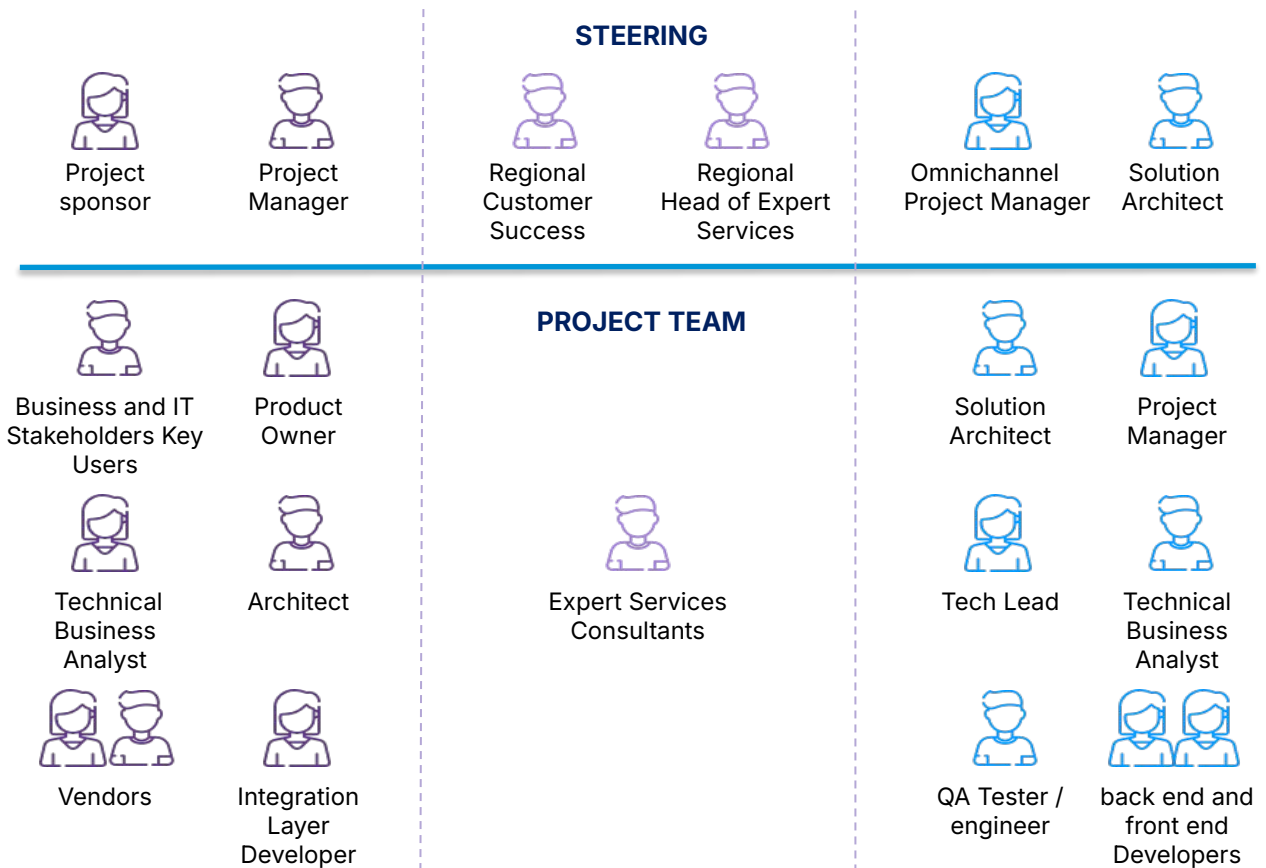 STEERING
Project
sponsor
Project
Manager
Regional
Customer
Success
Regional
Head of Expert
Services
Omnichannel
Project Manager
Solution
Architect
PROJECT TEAM
Business and IT
Stakeholders Key
Users
Product
Owner
Solution
Architect
Project
Manager
Technical
Business
Analyst
Architect
Expert Services
Consultants
Tech Lead
Technical
Business
Analyst
Vendors
Integration
Layer
Developer
QA Tester /
engineer
back end and
front end
Developers